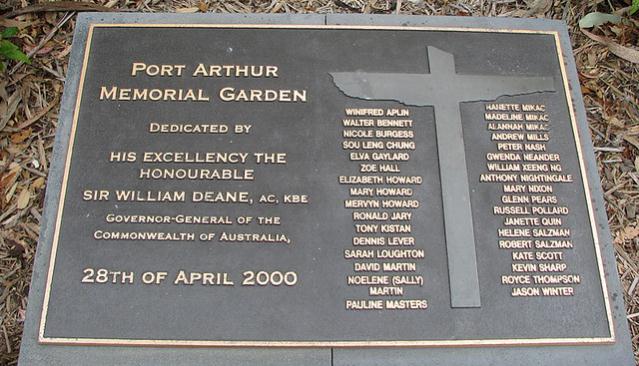 PORT ARTHUR
MEMORIAL GARDEN
DEDICATED BY
HIS EXCELLENCY THE
HONOURABLE
SIR WILLIAM DEANE, AC, KBE
GOVERNOR-GENERAL OF THE
COMMONWEALTH OF AUSTRALIA,
28TH OF APRIL 2000
WINIFRED APLIN
WALTER BENNETT
NICOLE BURGESS
SOU LENG CHUNG
ELVA GAYLARD
ZOE HALL
ELIZABETH HOWARD
MARY HOWARD
MERVYN HOWARD
RONALD JARY
TONY KISTAN
DENNIS LEVER
SARAH LOUGHTON
DAVID MARTIN
NOELENE (SALLY)
MARTIN
PAULINE MASTERS
NANETTE MIKAC
MADELINE MIKAC
ALANNAH MIKAC
ANDREW MILLS
PETER NASH
GWENDA NEANDER
WILLIAM XEENG NG
ANTHONY NIGHTINGALE
MARY NIXON
GLENN PEARS
RUSSELL POLLARD
JANETTE QUIN
HELENE SALZMAN
ROBERT SALZMAN
KATE SCOTT
KEVIN SHARP
ROYCE THOMPSON
JASON WINTER